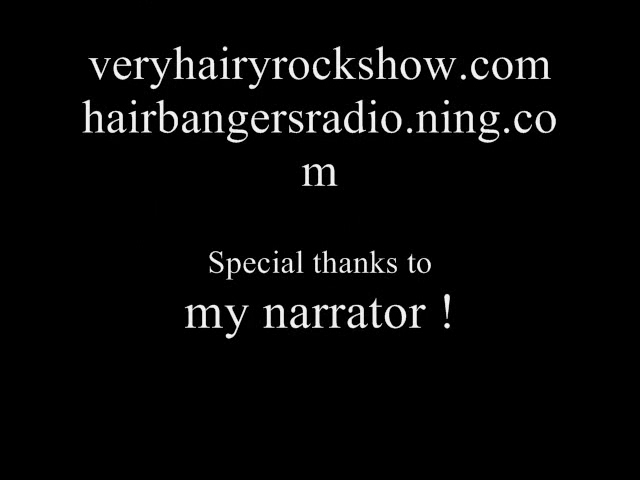 veryhairyrockshow.com
hairbangersradio.ning.co
m
Special thanks to
my narrator !